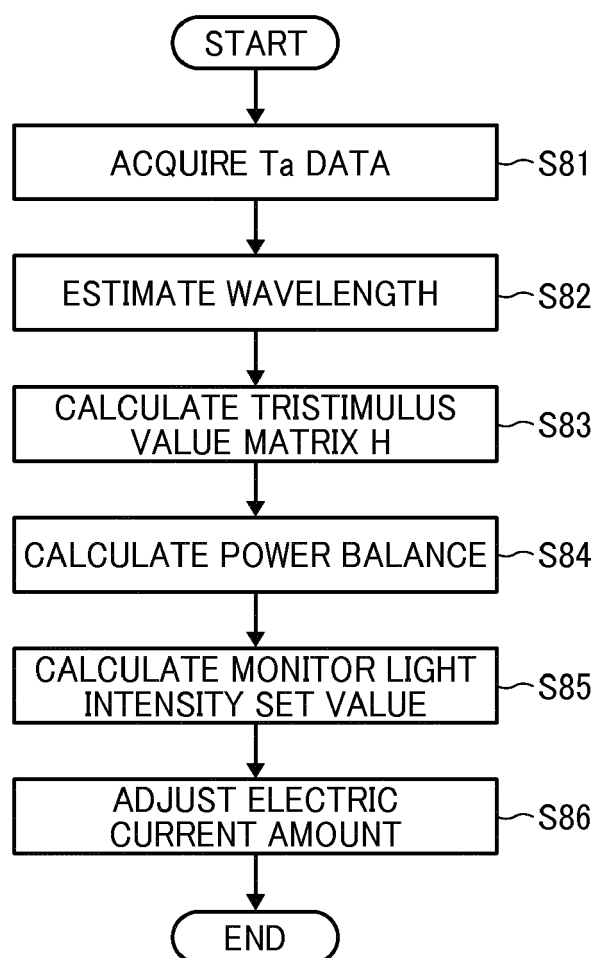 START
ACQUIRE Ta DATA
S81
ESTIMATE WAVELENGTH
S82
CALCULATE TRISTIMULUS
VALUE MATRIX H
S83
CALCULATE POWER BALANCE
S84
CALCULATE MONITOR LIGHT
INTENSITY SET VALUE
S85
ADJUST ELECTRIC
CURRENT AMOUNT
S86
END